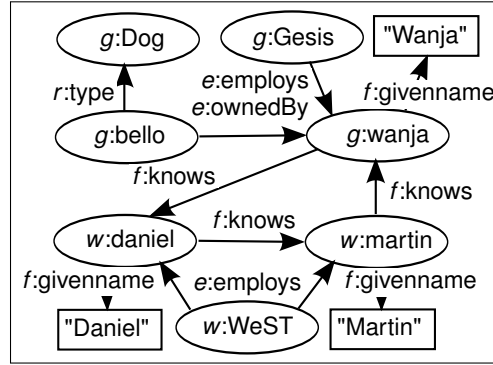 g:Dog
g:Gesis
"Wanja"
r:type
e:employs
f:givenname
e:ownedBy
g:bello
g:wanja
f:knows
f:knows
f:knows
w:daniel
w:martin
f:givenname
e:employs
f:givenname
"Daniel"
w:WeST
"Martin"